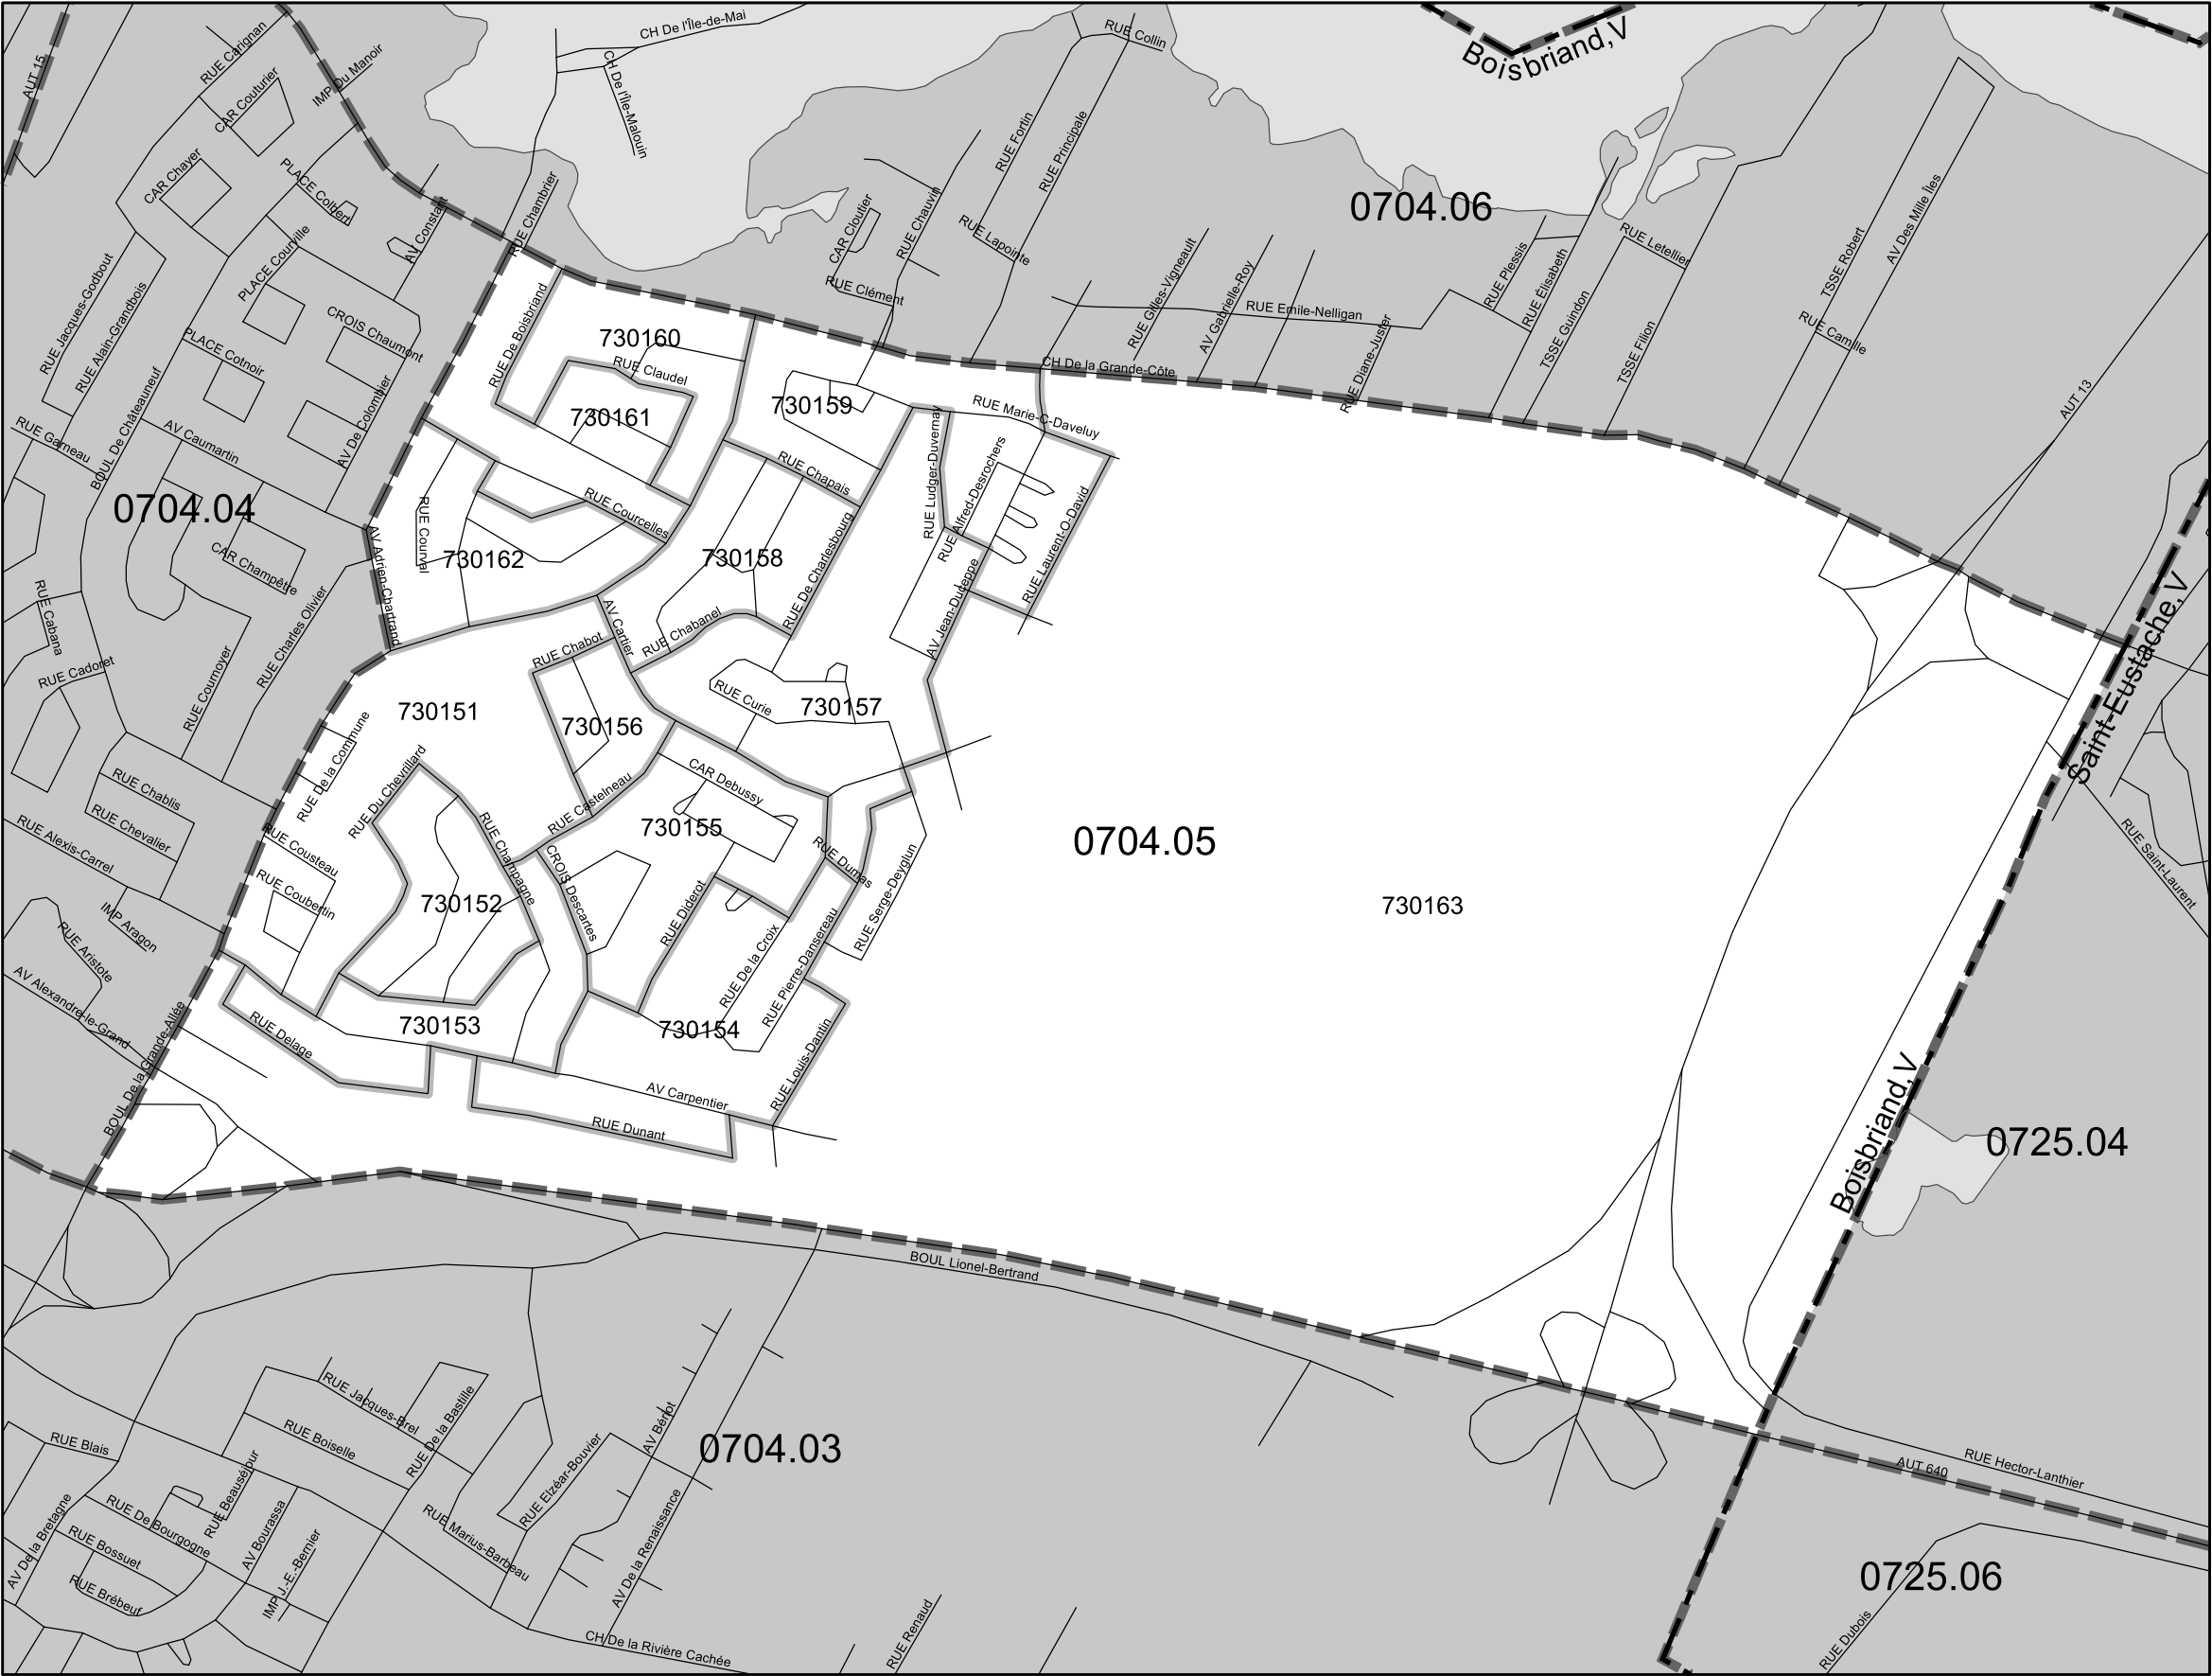 AUT 15
RUE Carignan
CAR Couturier
IMP Du Manoir
CH De l'Île-de-Mai
CH De l'Île-Malouin
RUE Collin
Boisbriand,V
CAR Chayer
PLACE Colbert
AV Constant
RUE Chambrier
RUE Fortin
RUE Principale
CAR Cloutier
RUE Chauvin
RUE Lapointe
RUE Clément
0704.06
RUE Gilles-Vigneault
AV Gabrielle-Roy
RUE Emile-Nelligan
RUE Diane-Juster
RUE Plessis
RUE Élisabeth
RUE Letellier
TSSE Guindon
TSSE Filion
TSSE Robert
AV Des Mille Îles
RUE Camille
AUT 13
RUE Jacques-Godbout
RUE Alain-Grandbois
PLACE Courville
CROIS Chaumont
PLACE Cotnoir
BOUL De Châteauneuf
AV Caumartin
AV De Colombier
RUE Garneau
0704.04
CAR Champêtre
RUE Charles Olivier
RUE Cabana
RUE Cadoret
RUE Cournoyer
RUE Chablis
RUE Chevalier
RUE Alexis-Carrel
IMP Aragon
RUE Aristote
AV Alexandre-le-Grand
BOUL De la Grande-Allée
RUE De Boisbriand
730160
RUE Claudel
730161
730159
CH De la Grande-Côte
RUE Marie-C-Daveluy
RUE Ludger-Duvernay
RUE Alfred-Desrochers
RUE Laurent-O-David
RUE Chapais
RUE Courcelles
RUE Courval
730162
730158
RUE De Charlesbourg
AV Jean-Duceppe
AV Adrien-Chartrand
AV Cartier
RUE Chabanel
RUE Chabot
730151
730156
RUE Curie
730157
RUE De la Commune
RUE Du Chevrillard
RUE Castelneau
CAR Debussy
730155
RUE Dumas
RUE Cousteau
RUE Coubertin
RUE Champagne
730152
CROIS Descartes
RUE Diderot
RUE De la Croix
RUE Pierre-Dansereau
RUE Serge-Deyglun
0704.05
730163
730153
730154
RUE Delage
RUE Louis-Dantin
AV Carpentier
RUE Dunant
Saint-Eustache,V
RUE Saint-Laurent
Boisbriand,V
0725.04
BOUL Lionel-Bertrand
0704.03
RUE Jacques-Brel
RUE Boiselle
RUE De la Bastille
RUE Blais
RUE Beauséjour
RUE De Bourgogne
AV Bourassa
RUE Bossuet
RUE Brébeuf
IMP J.-E.-Bernier
AV De la Bretagne
RUE Marius-Barbeau
RUE Elzéar-Bouvier
AV Bériot
AV De la Renaissance
CH De la Rivière Cachée
RUE Renaud
AUT 640
RUE Hector-Lanthier
0725.06
RUE Dubois